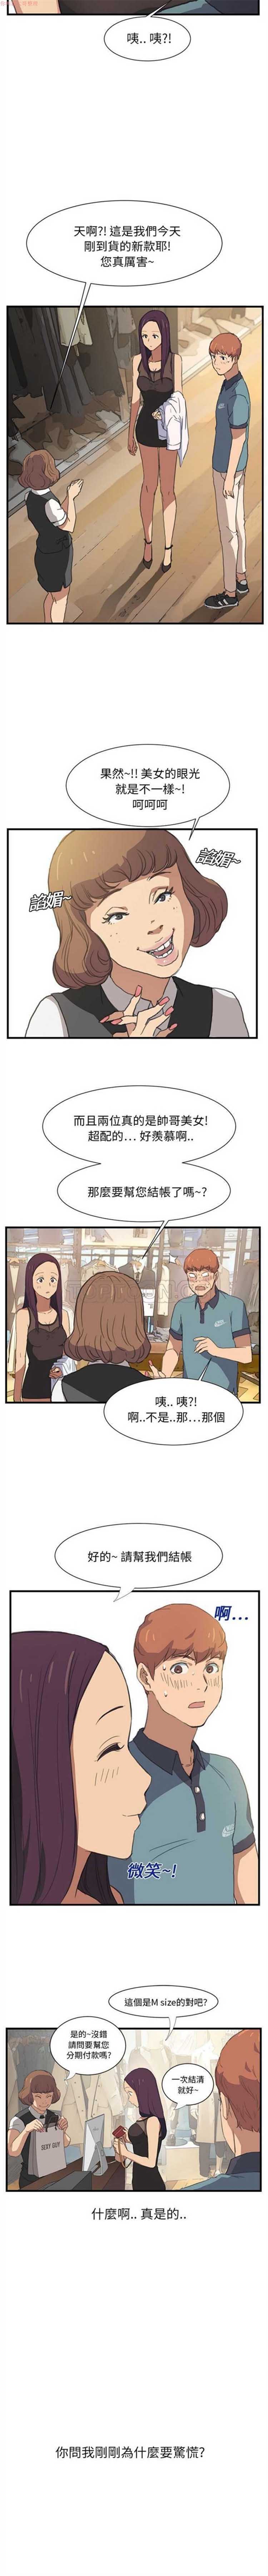 咦.. 咦?!
天啊?! 這是我們今天
剛到貨的新款耶!
您真厲害~
果然~!! 美女的眼光
就是不一樣~!
呵呵呵
諂媚~
諂媚~
而且兩位真的是帥哥美女!
超配的... 好羨慕啊..
那麼要幫您結帳了嗎~?
咦.. 咦?!
啊..不是..那...那個
好的~ 請幫我們結帳
啊...
微笑~!
這個是M size的對吧?
是的~沒錯
請問要幫您
分期付款嗎?
一次結清
就好~
SEXY GUY
什麼啊.. 真是的..
你問我剛剛為什麼要驚慌?